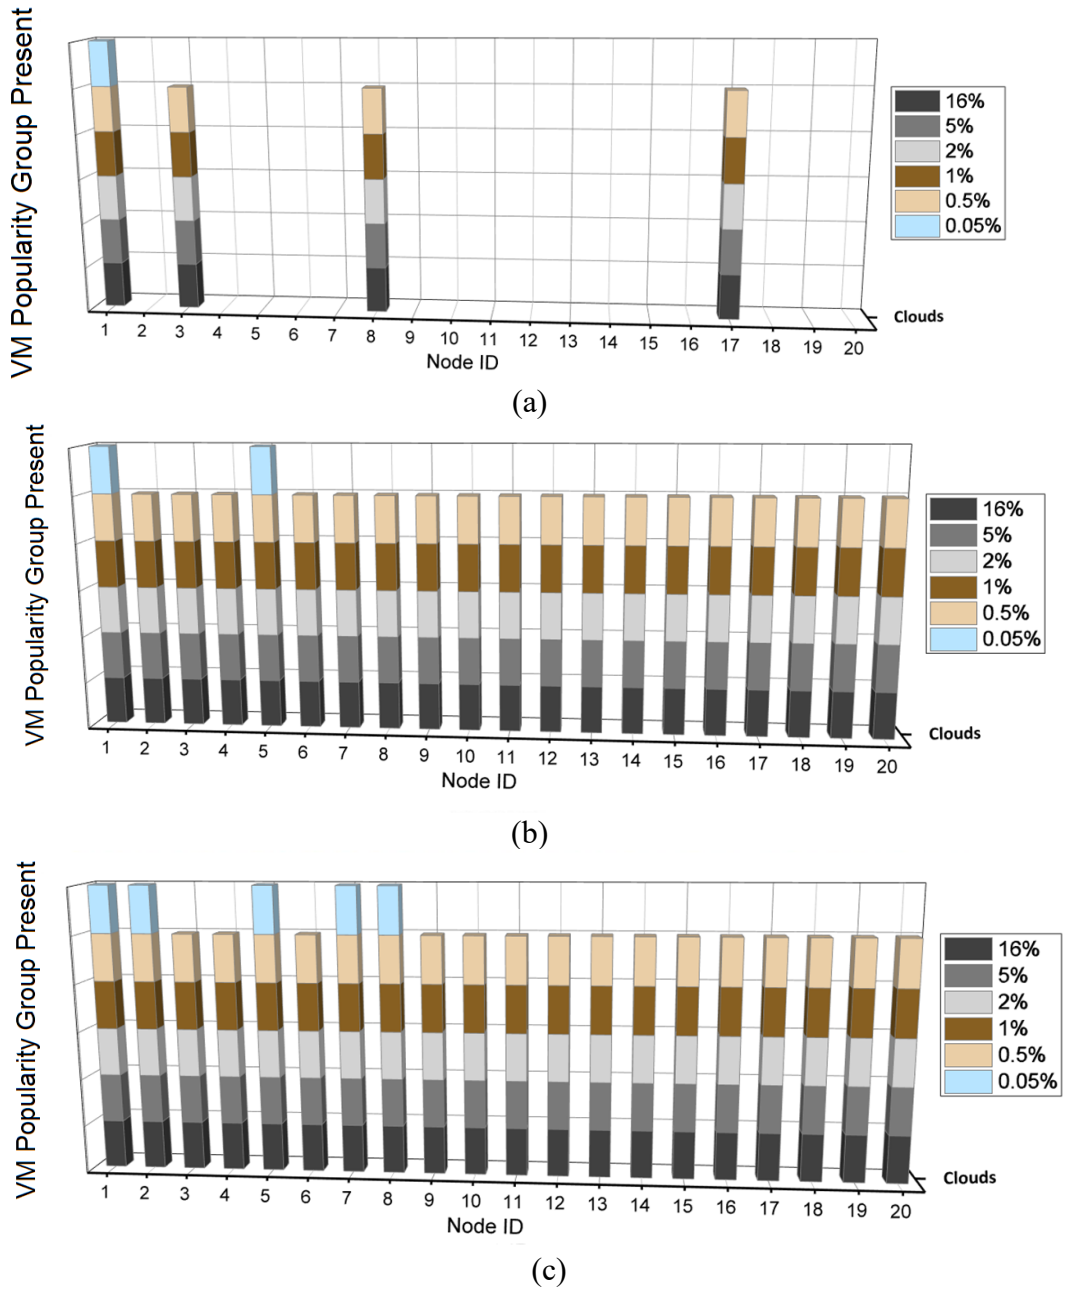 VM Popularity Group Present
16%
5%
2%
1%
0.5%
0.05%
Clouds
1 2 3 4 5 6 7 8 9 10 11 12 13 14 15 16 17 18 19 20
Node ID
(a)
VM Popularity Group Present
16%
5%
2%
1%
0.5%
0.05%
Clouds
1 2 3 4 5 6 7 8 9 10 11 12 13 14 15 16 17 18 19 20
Node ID
(b)
VM Popularity Group Present
16%
5%
2%
1%
0.5%
0.05%
Clouds
1 2 3 4 5 6 7 8 9 10 11 12 13 14 15 16 17 18 19 20
Node ID
(c)